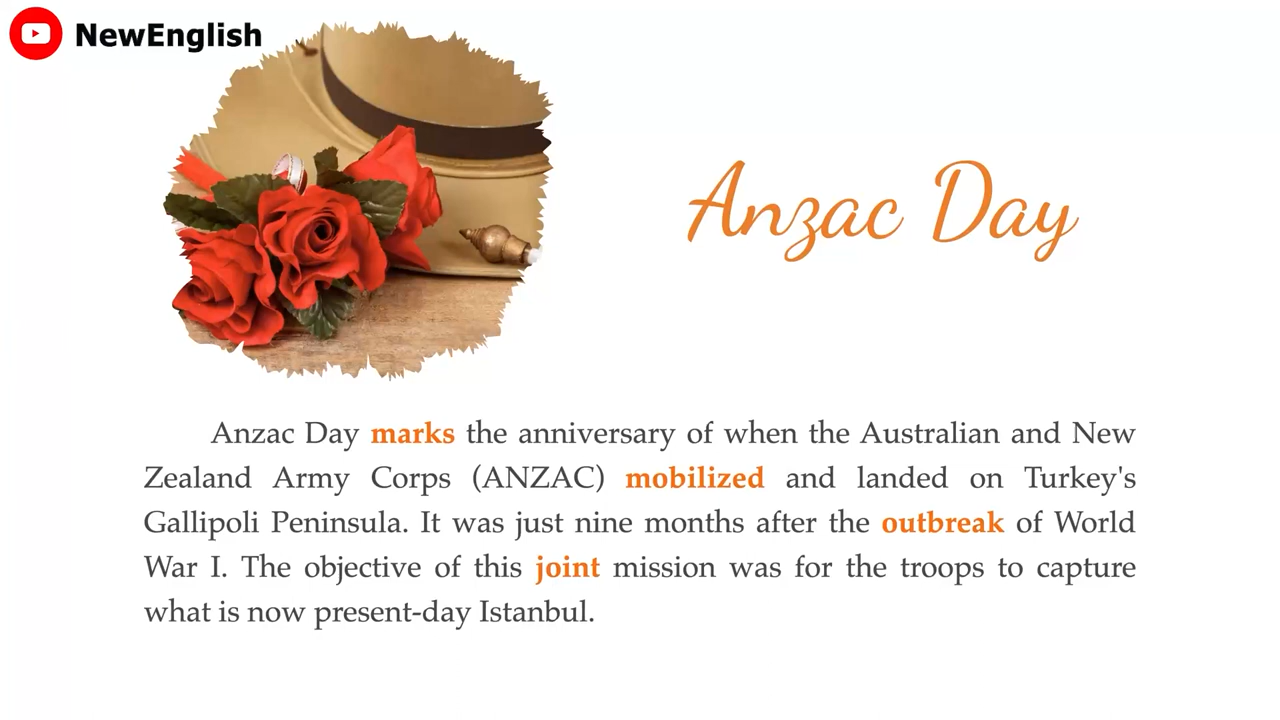 NewEnglish
Anzac Day
Anzac Day marks the anniversary of when the Australian and New
Zealand Army Corps (ANZAC) mobilized and landed on Turkey's
Gallipoli Peninsula. It was just nine months after the outbreak of World
War I. The objective of this joint mission was for the troops to capture
what is now present-day Istanbul.